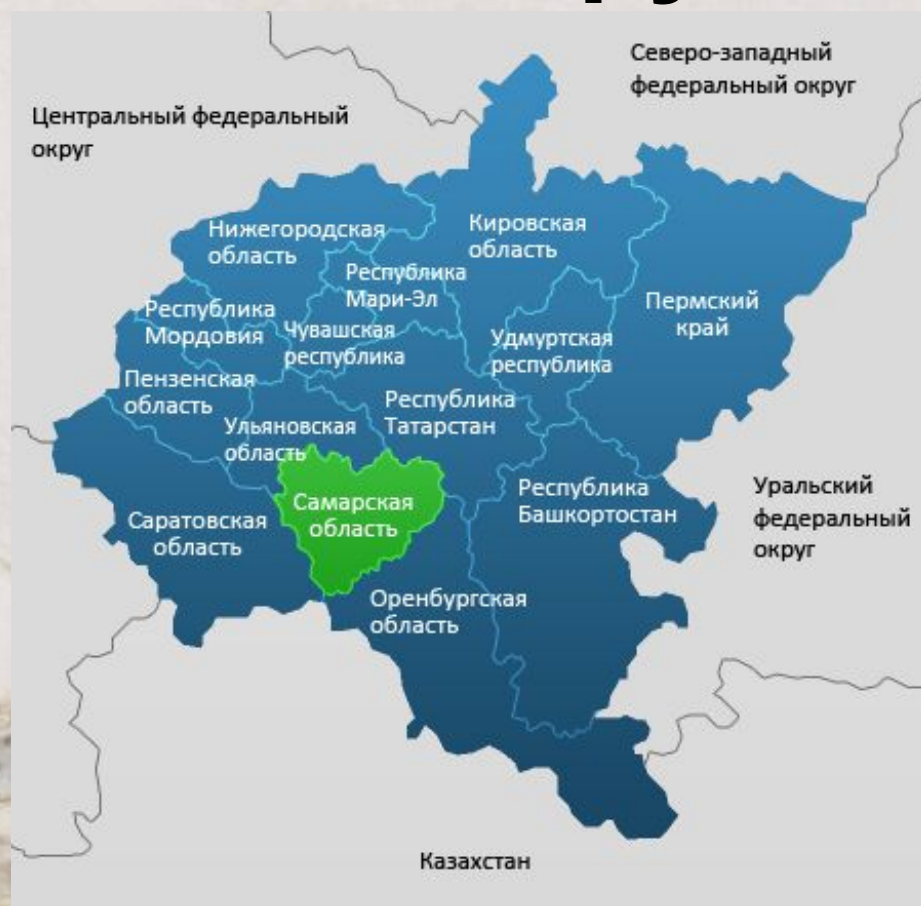 Северо-западный
федеральный округ
Центральный федеральный
округ
Нижегородская
область
Кировская
область
Республика
Мари-Эл
Пермский
край
Республика
Мордовия
Чувашская
республика
Удмуртская
республика
Пензенская
область
Республика
Татарстан
Ульяновская
область
Самарская
область
Саратовская
область
Республика
Башкортостан
Уральский
федеральный
округ
Оренбургская
область
Казахстан